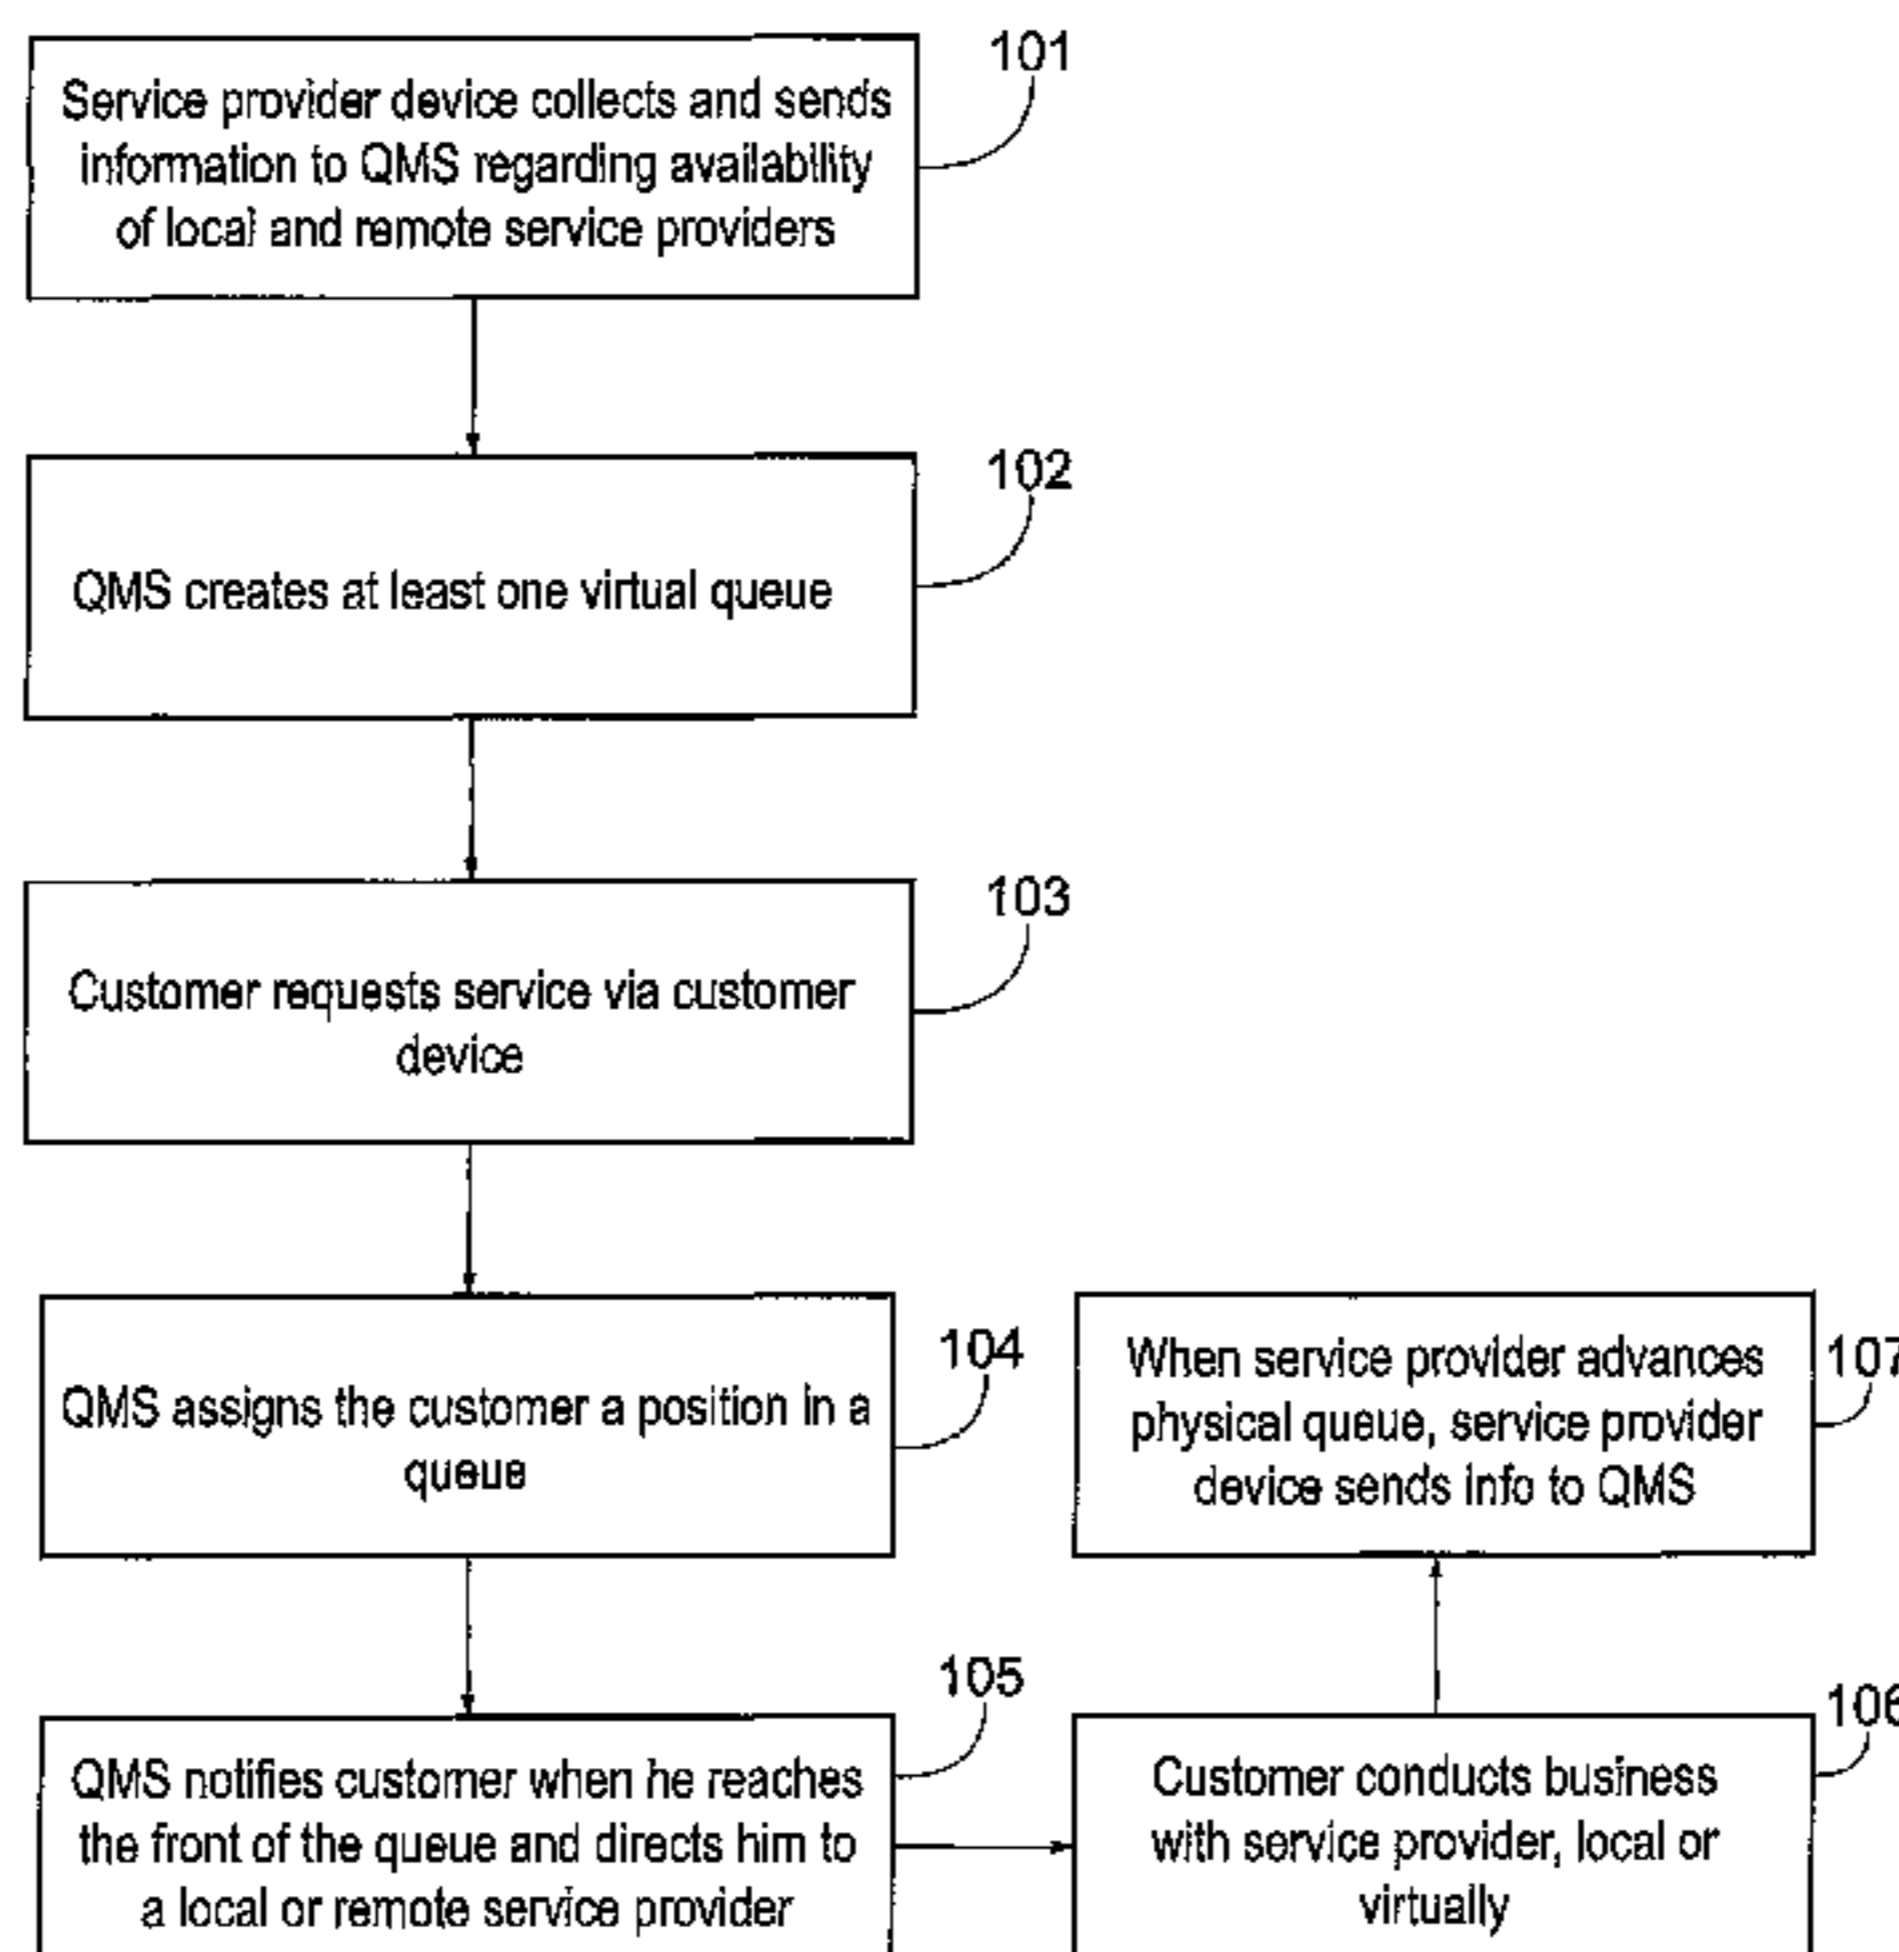 101
Service provider device collects and sends
information to QMS regarding availability
of local and remote service providers
102
QMS creates at least one virtual queue
103
Customer requests service via customer
device
104
QMS assigns the customer a position in a
queue
105
QMS notifies customer when he reaches
the front of the queue and directs him to
a local or remote service provider
106
Customer conducts business
with service provider, local or
virtually
107
When service provider advances
physical queue, service provider
device sends info to QMS